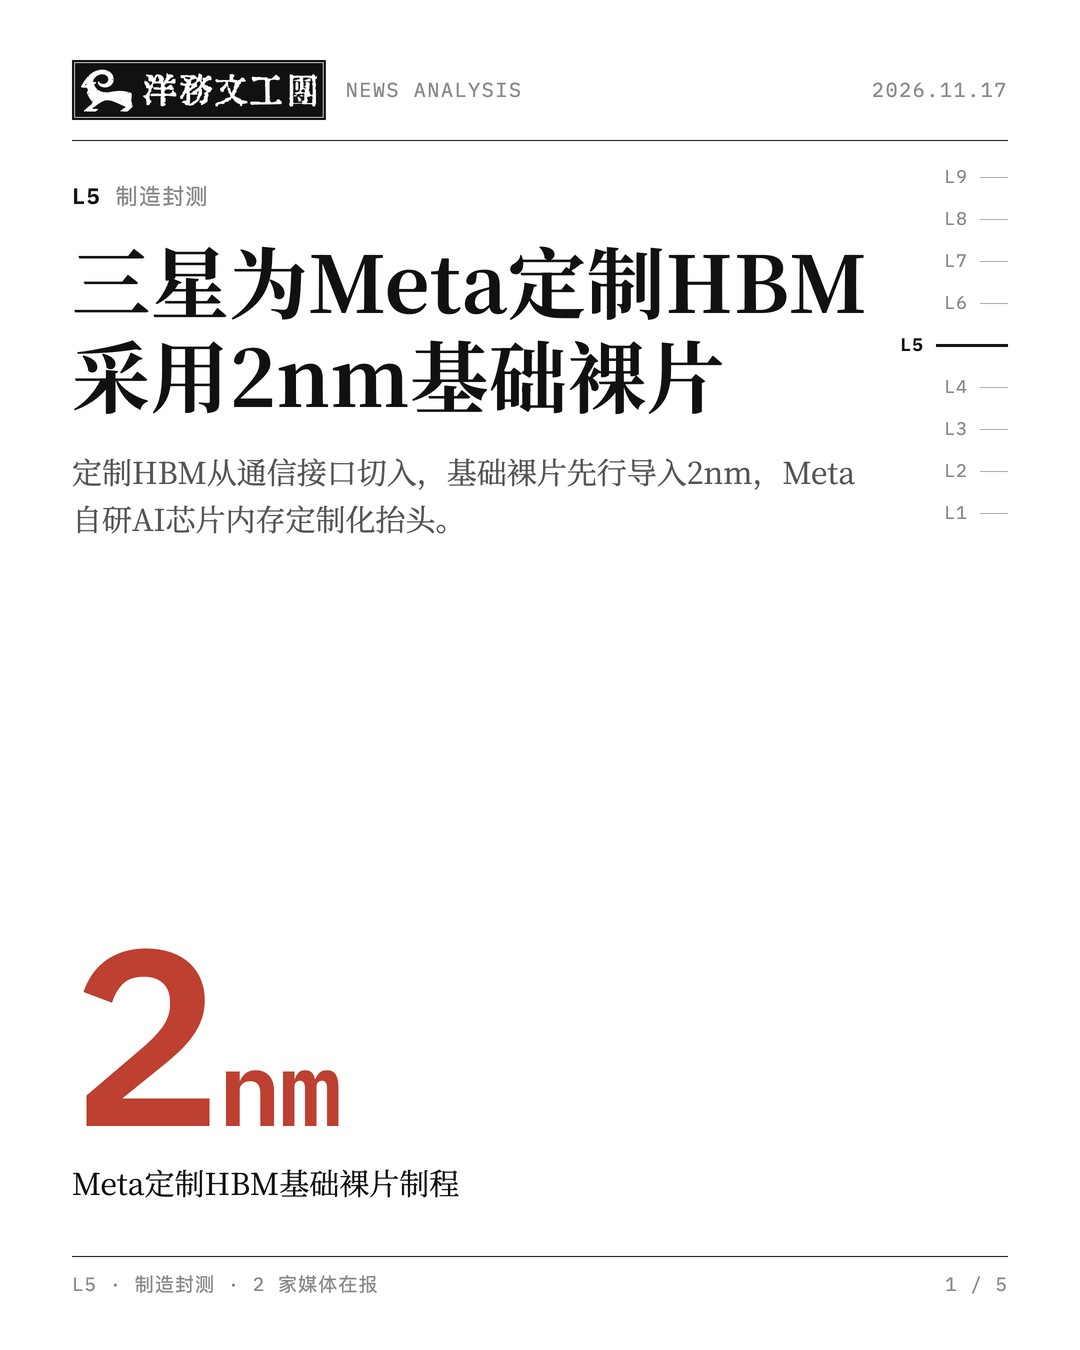 洋務文工團
NEWS ANALYSIS
2026.11.17
L5 制造封测
三星为Meta定制HBM
采用2nm基础裸片
定制HBM从通信接口切入，基础裸片先行导入2nm，Meta
自研AI芯片内存定制化抬头。
L9
L8
L7
L6
L5
L4
L3
L2
L1
2nm
Meta定制HBM基础裸片制程
L5 · 制造封测 · 2 家媒体在报
1 / 5